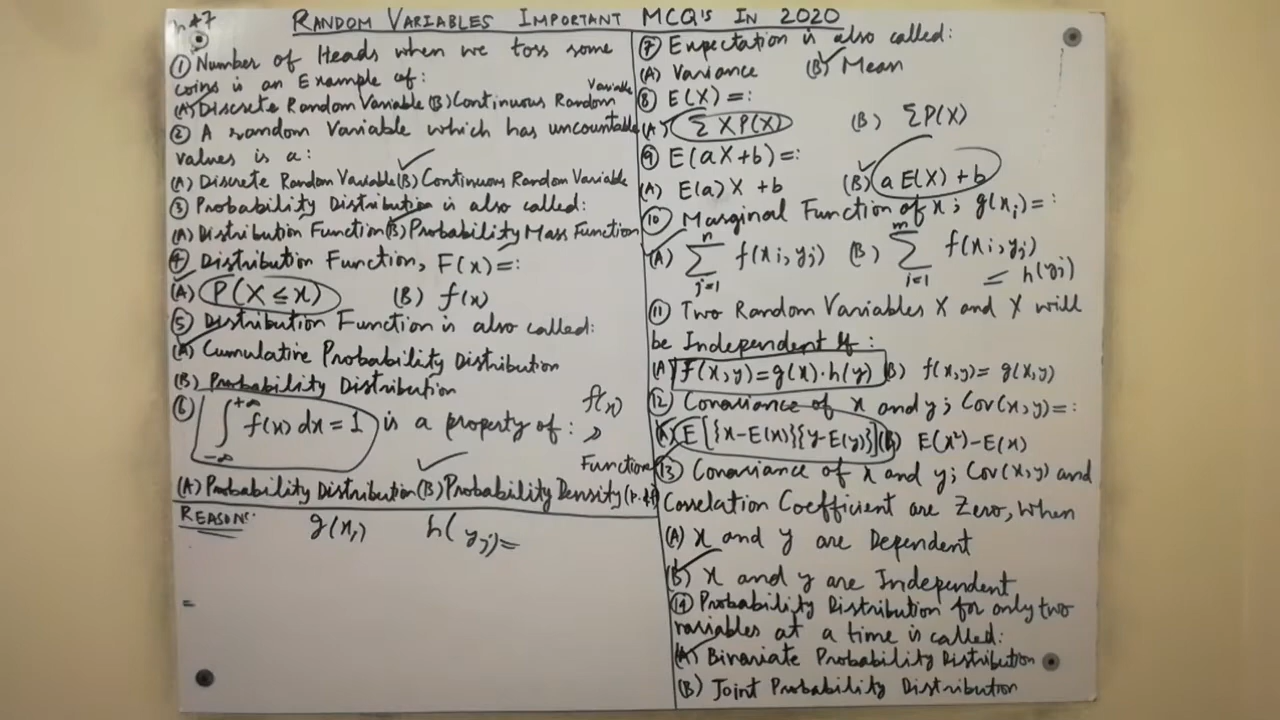 RANDOM VARIABLES IMPORTANT MCQ'S IN 2020
① Number of Heads when we toss some
coins is an Example of:
(A) Discrete Random Variable (B) Continuous Random Variable
② A random Variable which has uncountable
values is a:
(A) Discrete Random Variable (B) Continuous Random Variable
③ Probability Distribution is also called:
(A) Distribution Function (B) Probability Mass Function
④ Distribution Function, F(x)=:
(A) P(X≤x) (B) f(x)
⑤ Distribution Function is also called:
(A) Cumulative Probability Distribution
(B) Probability Distribution
⑥ ∫_{-∞}^{+∞} f(x) dx = 1 is a property of: f(x)
Function
(A) Probability Distribution (B) Probability Density (p.d.f)
REASON:
g(xi) h(yj)=
=
⑦ Expectation is also called:
(A) Variance (B) Mean
⑧ E(X)=:
(A) ΣXP(X) (B) ΣP(X)
⑨ E(aX+b)=:
(A) E(a)X+b (B) aE(X)+b
⑩ Marginal Function of x; g(xi)=:
(A) Σ_{j=1}^{n} f(xi,yj) (B) Σ_{i=1}^{m} f(xi,yj)
= h(yj)
⑪ Two Random Variables X and X will
be Independent If:
(A) f(x,y)=g(x)·h(y) (B) f(x,y)=g(x,y)
⑫ Covariance of x and y; Cov(x,y)=:
(A) E[{x-E(x)}{y-E(y)}] (B) E(x²)-E(x)
⑬ Covariance of x and y; Cov(x,y) and
Correlation Coefficient are Zero, when
(A) x and y are Dependent
(B) x and y are Independent
⑭ Probability Distribution for only two
variables at a time is called:
(A) Bivariate Probability Distribution
(B) Joint Probability Distribution